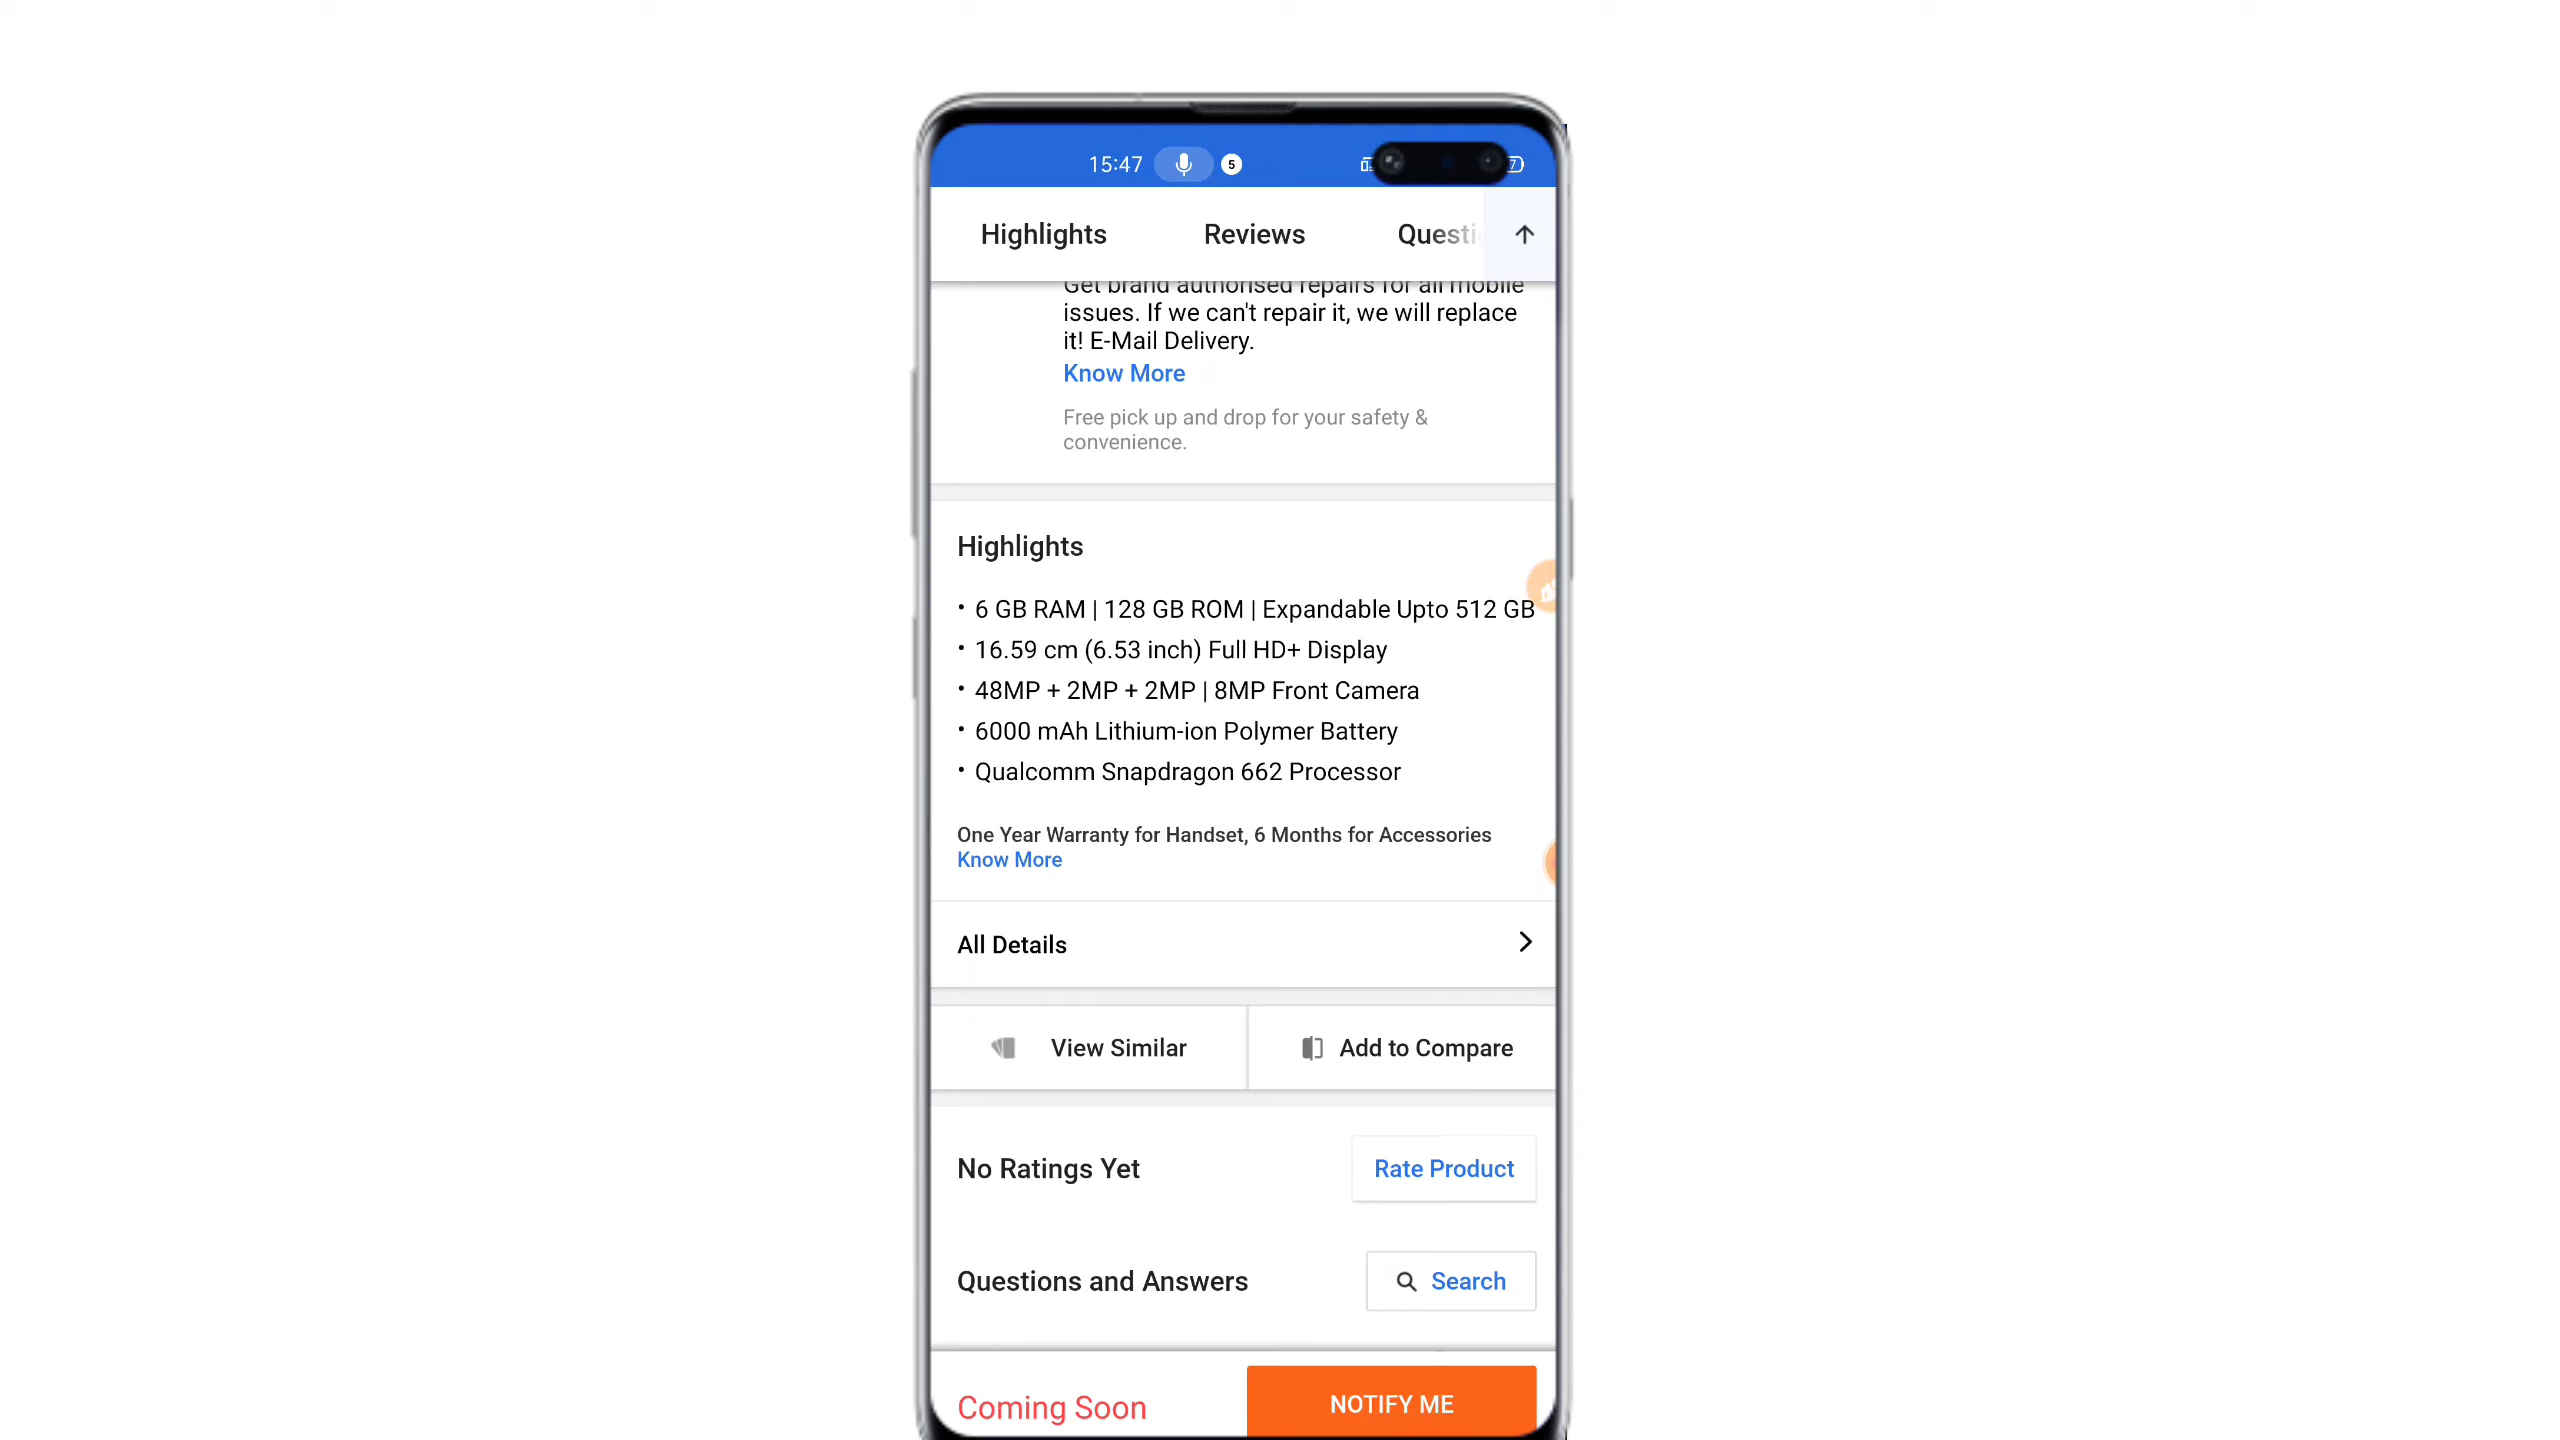 15:47 5
Highlights Reviews Questi
Get brand authorised repairs for all mobile
issues. If we can't repair it, we will replace
it! E-Mail Delivery.
Know More
Free pick up and drop for your safety &
convenience.
Highlights
• 6 GB RAM | 128 GB ROM | Expandable Upto 512 GB
• 16.59 cm (6.53 inch) Full HD+ Display
• 48MP + 2MP + 2MP | 8MP Front Camera
• 6000 mAh Lithium-ion Polymer Battery
• Qualcomm Snapdragon 662 Processor
One Year Warranty for Handset, 6 Months for Accessories
Know More
All Details
View Similar Add to Compare
No Ratings Yet Rate Product
Questions and Answers Search
Coming Soon NOTIFY ME